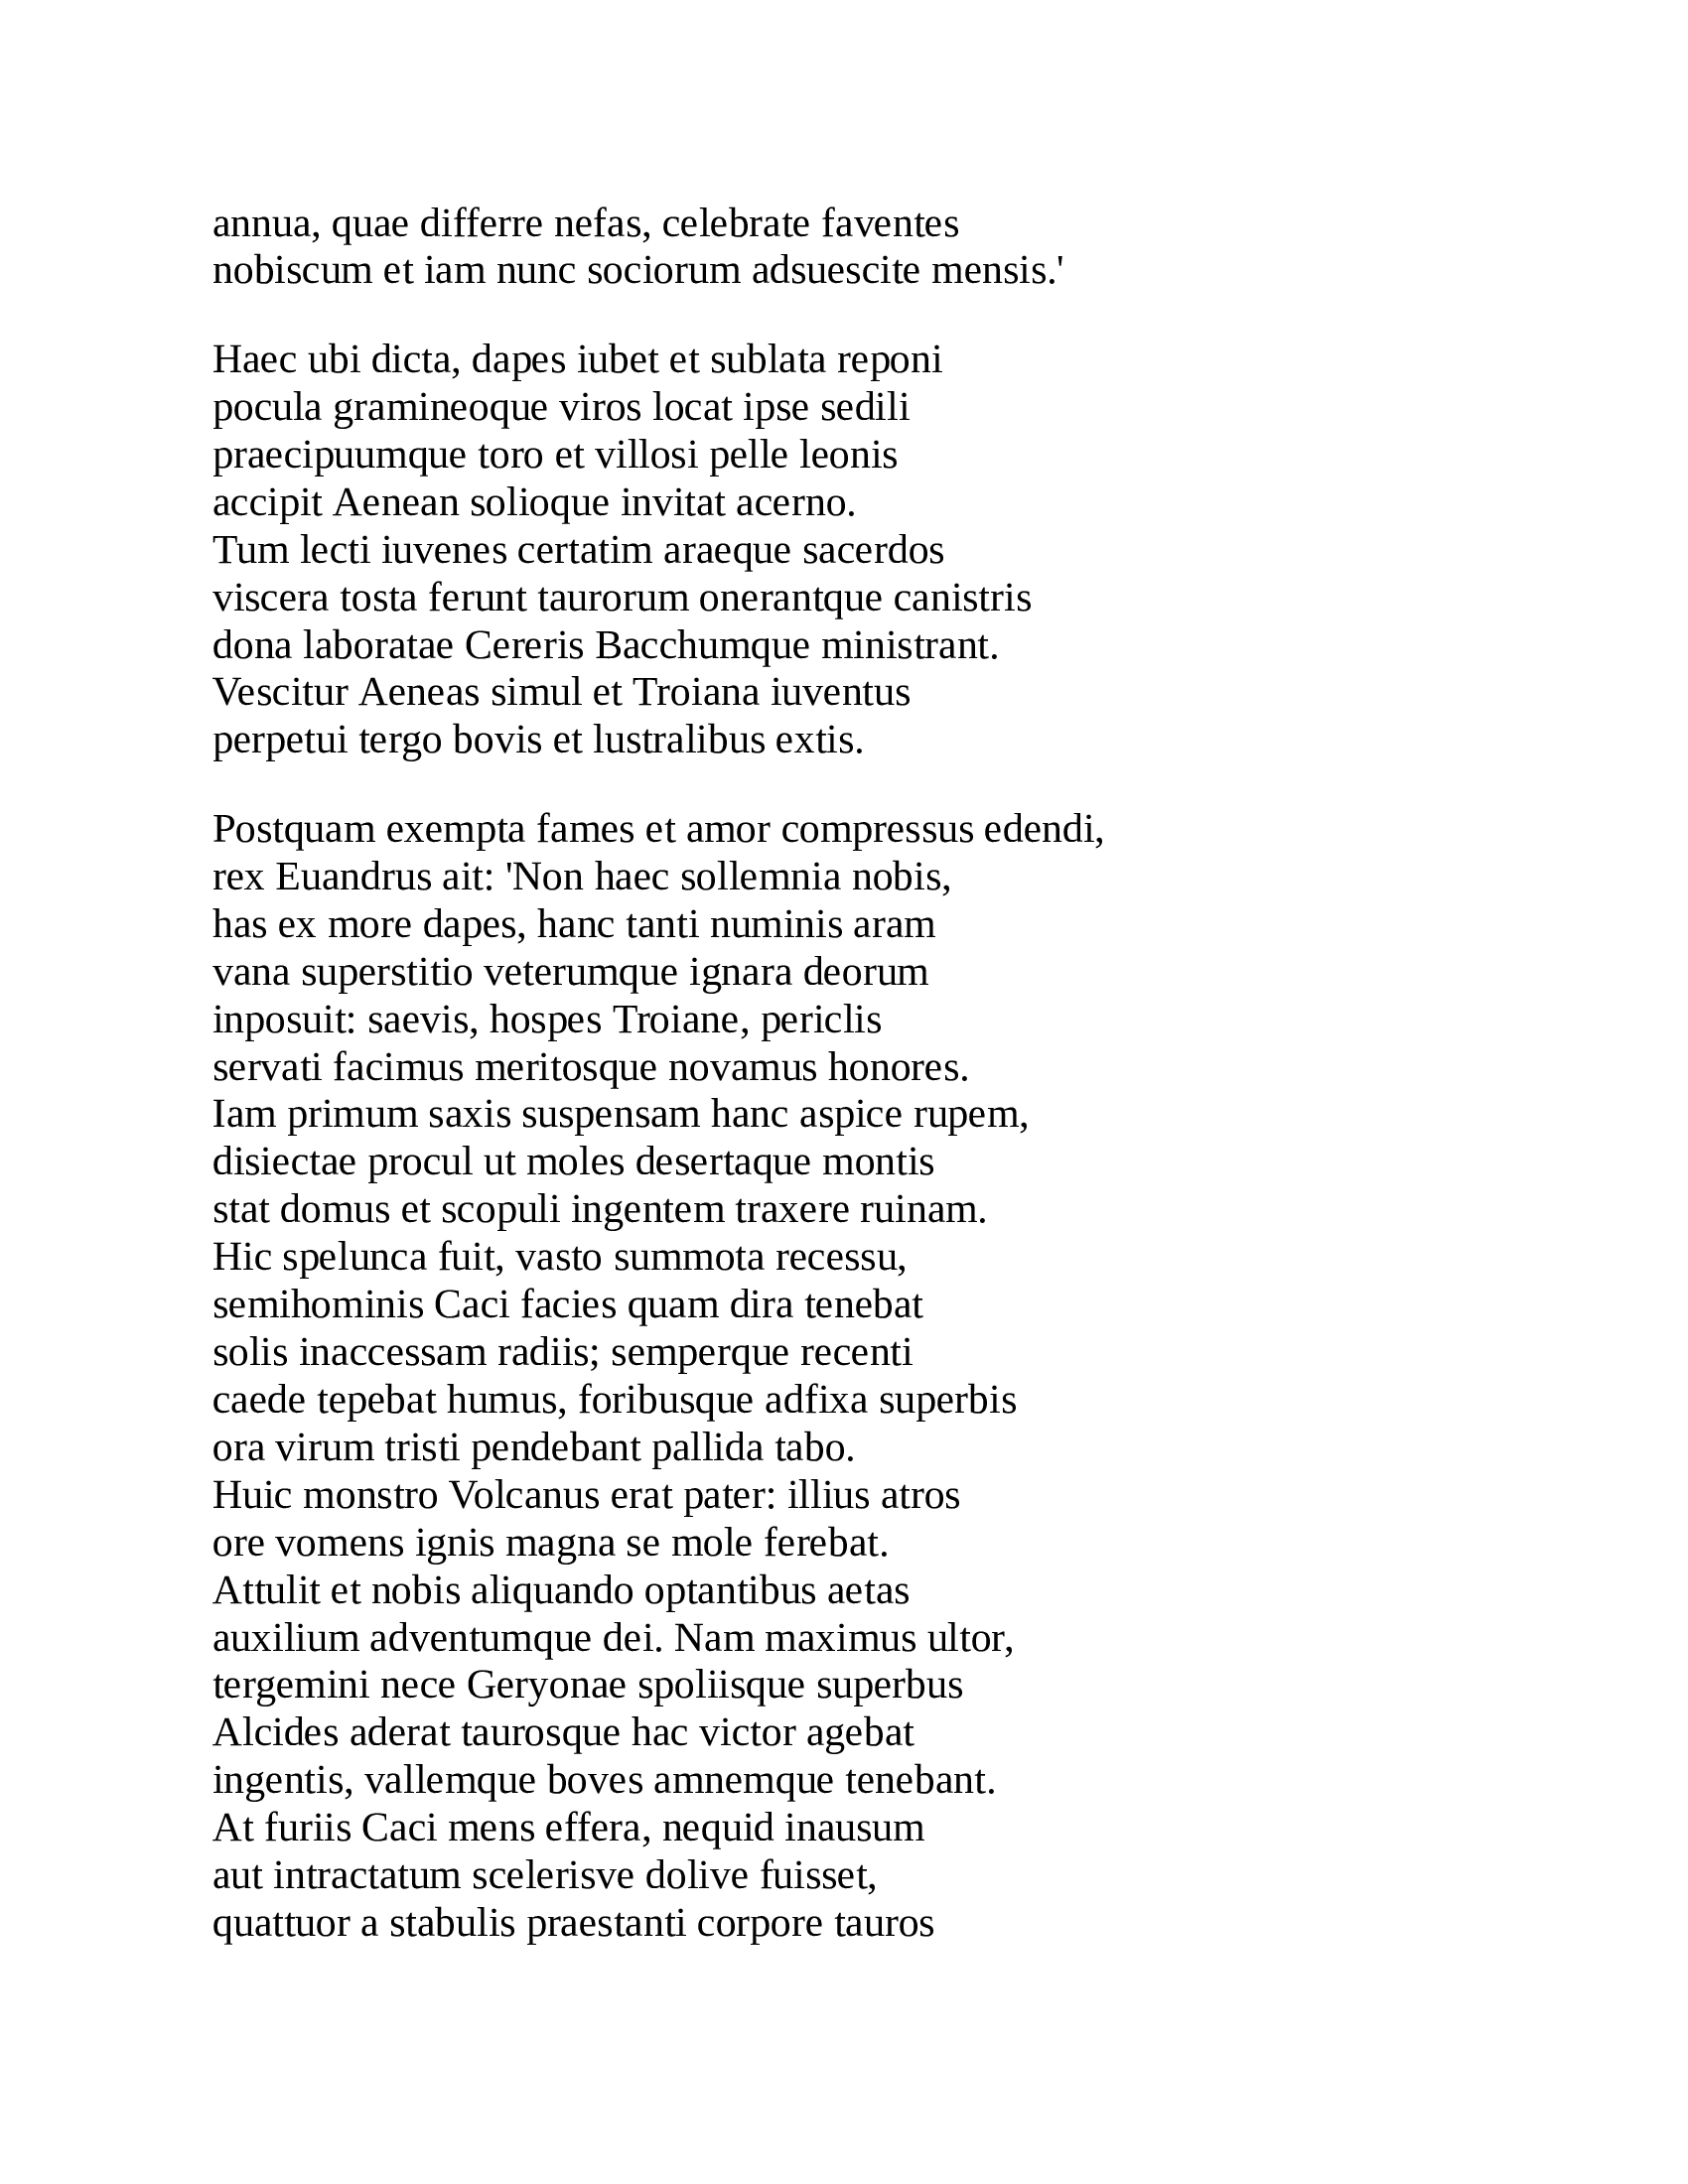 annua, quae differre nefas, celebrate faventes
nobiscum et iam nunc sociorum adsuescite mensis.'
Haec ubi dicta, dapes iubet et sublata reponi
pocula gramineoque viros locat ipse sedili
praecipuumque toro et villosi pelle leonis
accipit Aenean solioque invitat acerno.
Tum lecti iuvenes certatim araeque sacerdos
viscera tosta ferunt taurorum onerantque canistris
dona laboratae Cereris Bacchumque ministrant.
Vescitur Aeneas simul et Troiana iuventus
perpetui tergo bovis et lustralibus extis.
Postquam exempta fames et amor compressus edendi,
rex Euandrus ait: 'Non haec sollemnia nobis,
has ex more dapes, hanc tanti numinis aram
vana superstitio veterumque ignara deorum
inposuit: saevis, hospes Troiane, periclis
servati facimus meritosque novamus honores.
Iam primum saxis suspensam hanc aspice rupem,
disiectae procul ut moles desertaque montis
stat domus et scopuli ingentem traxere ruinam.
Hic spelunca fuit, vasto summota recessu,
semihominis Caci facies quam dira tenebat
solis inaccessam radiis; semperque recenti
caede tepebat humus, foribusque adfixa superbis
ora virum tristi pendebant pallida tabo.
Huic monstro Volcanus erat pater: illius atros
ore vomens ignis magna se mole ferebat.
Attulit et nobis aliquando optantibus aetas
auxilium adventumque dei. Nam maximus ultor,
tergemini nece Geryonae spoliisque superbus
Alcides aderat taurosque hac victor agebat
ingentis, vallemque boves amnemque tenebant.
At furiis Caci mens effera, nequid inausum
aut intractatum scelerisve dolive fuisset,
quattuor a stabulis praestanti corpore tauros